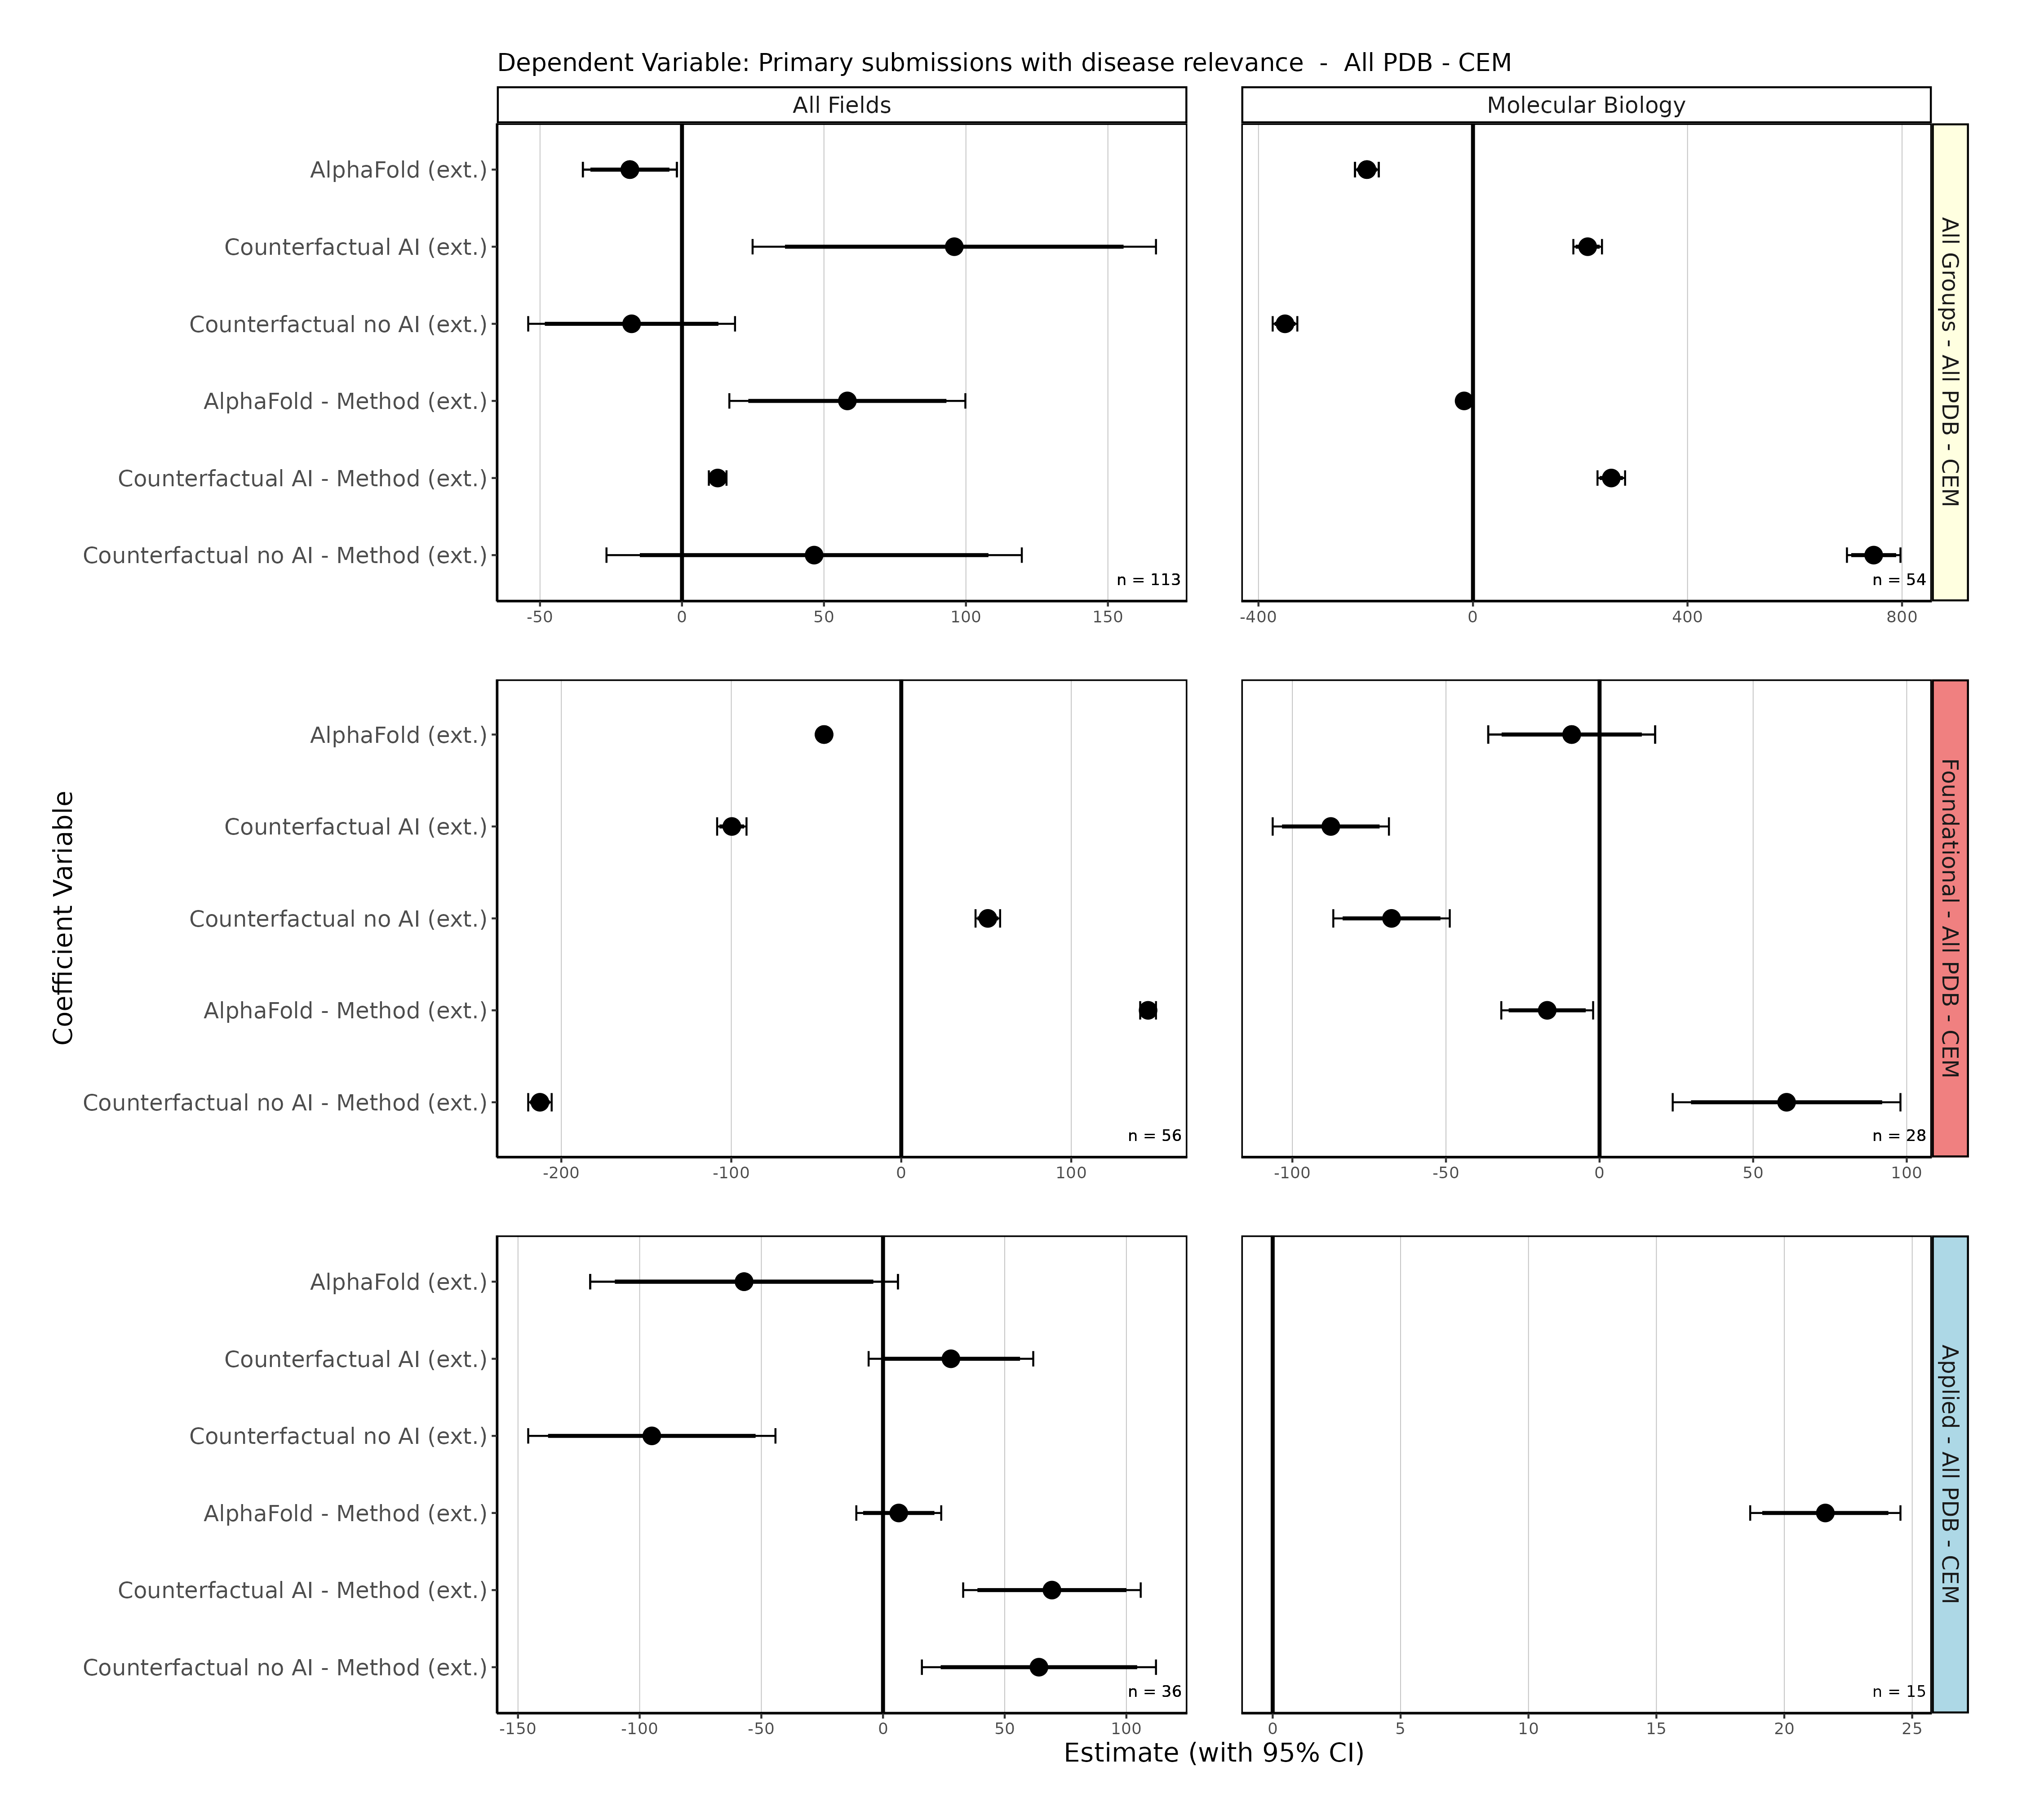 Dependent Variable: Primary submissions with disease relevance  -  All PDB - CEM
All Fields
Molecular Biology
AlphaFold (ext.)
Counterfactual AI (ext.)
Counterfactual no AI (ext.)
AlphaFold - Method (ext.)
Counterfactual AI - Method (ext.)
Counterfactual no AI - Method (ext.)
n = 113
n = 54
-50 0 50 100 150
-400 0 400 800
All Groups - All PDB - CEM
AlphaFold (ext.)
Counterfactual AI (ext.)
Counterfactual no AI (ext.)
AlphaFold - Method (ext.)
Counterfactual no AI - Method (ext.)
n = 56
n = 28
-200 -100 0 100
-100 -50 0 50 100
Foundational - All PDB - CEM
Coefficient Variable
AlphaFold (ext.)
Counterfactual AI (ext.)
Counterfactual no AI (ext.)
AlphaFold - Method (ext.)
Counterfactual AI - Method (ext.)
Counterfactual no AI - Method (ext.)
n = 36
n = 15
-150 -100 -50 0 50 100
0 5 10 15 20 25
Applied - All PDB - CEM
Estimate (with 95% CI)